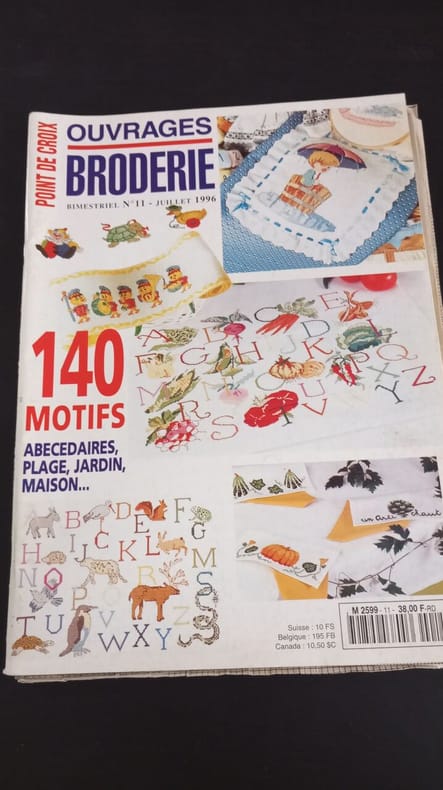 POINT DE CROIX
OUVRAGES
BRODERIE
BIMESTRIEL N° 11 - JUILLET 1996
140
MOTIFS
ABECEDAIRES,
PLAGE, JARDIN,
MAISON...
A B C D E
F G H I J K L
M N O P Q
R S T U V X Y Z
A B C D E F
H I J C K L
M
N O P Q B S
T U V W X Y Z
M 2599 - 11 - 38,00 F-RD
Suisse : 10 FS
Belgique : 195 FB
Canada : 10,50 $C